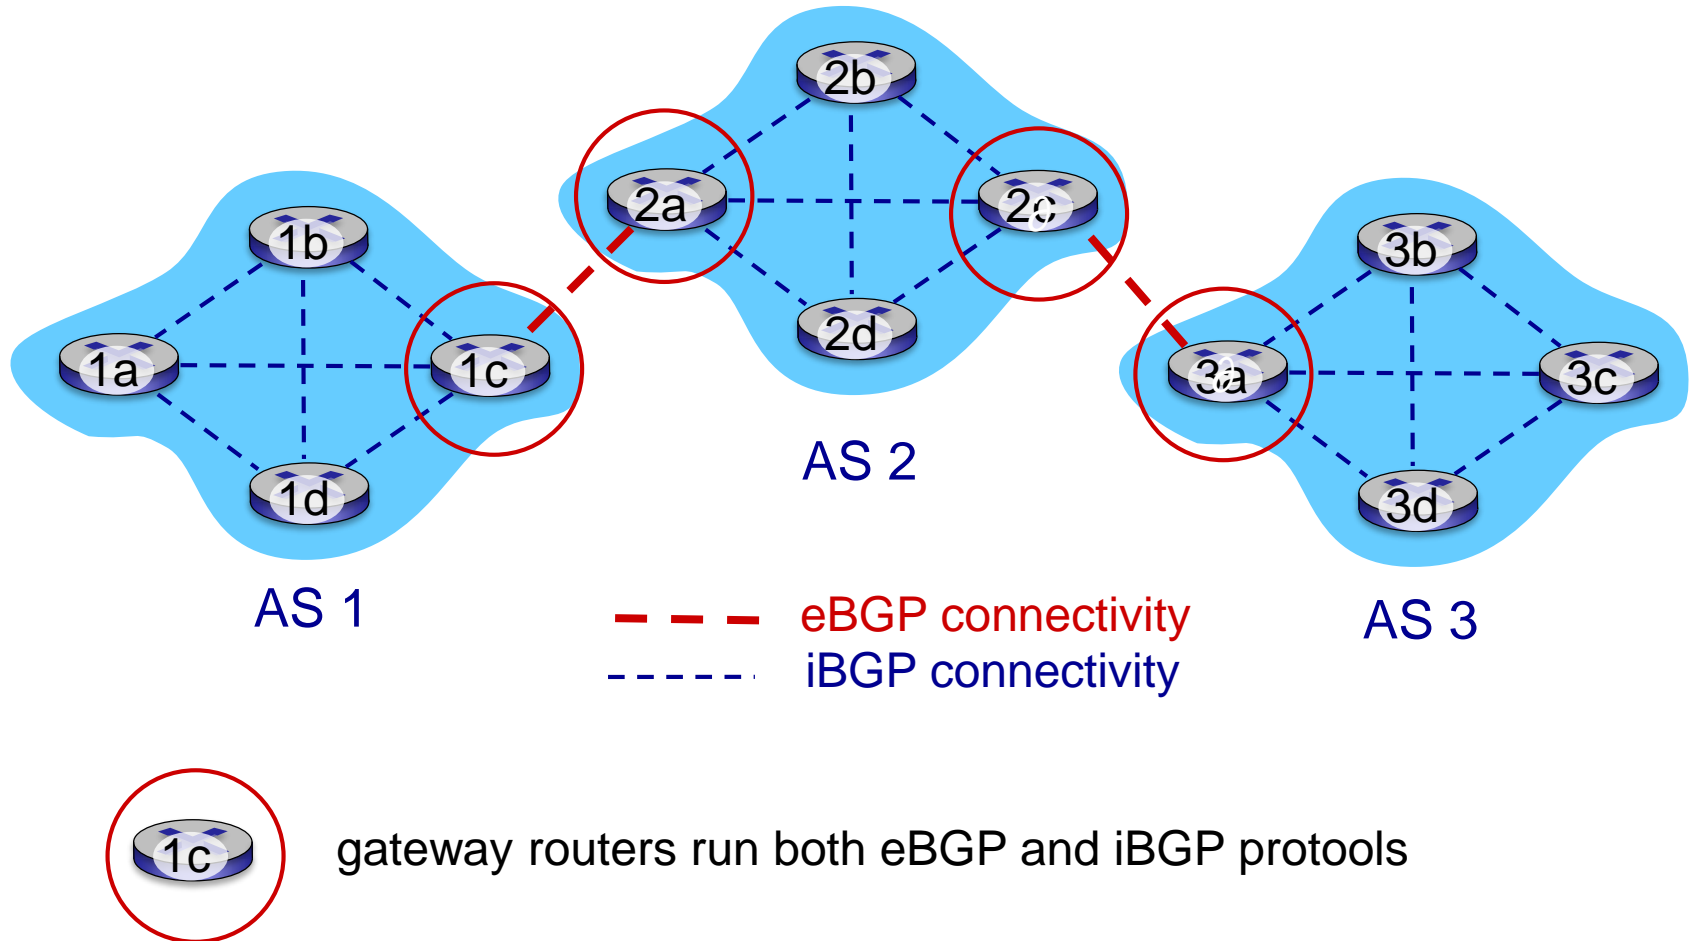 2b
2a
2c
2d
1b
1a
1c
1d
3b
3a
3c
3d
AS 2
AS 1
AS 3
eBGP connectivity
iBGP connectivity
1c
gateway routers run both eBGP and iBGP protools